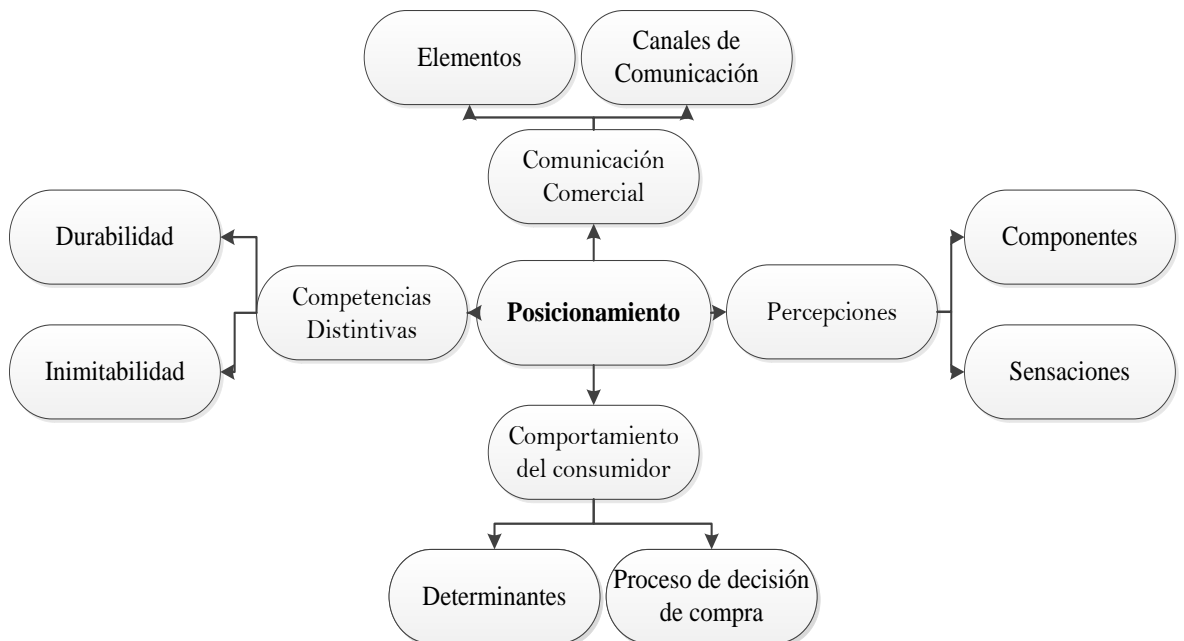 Elementos
Canales de
Comunicación
Comunicación
Comercial
Durabilidad
Componentes
Competencias
Distintivas
Posicionamiento
Percepciones
Inimitabilidad
Sensaciones
Comportamiento
del consumidor
Determinantes
Proceso de decisión
de compra